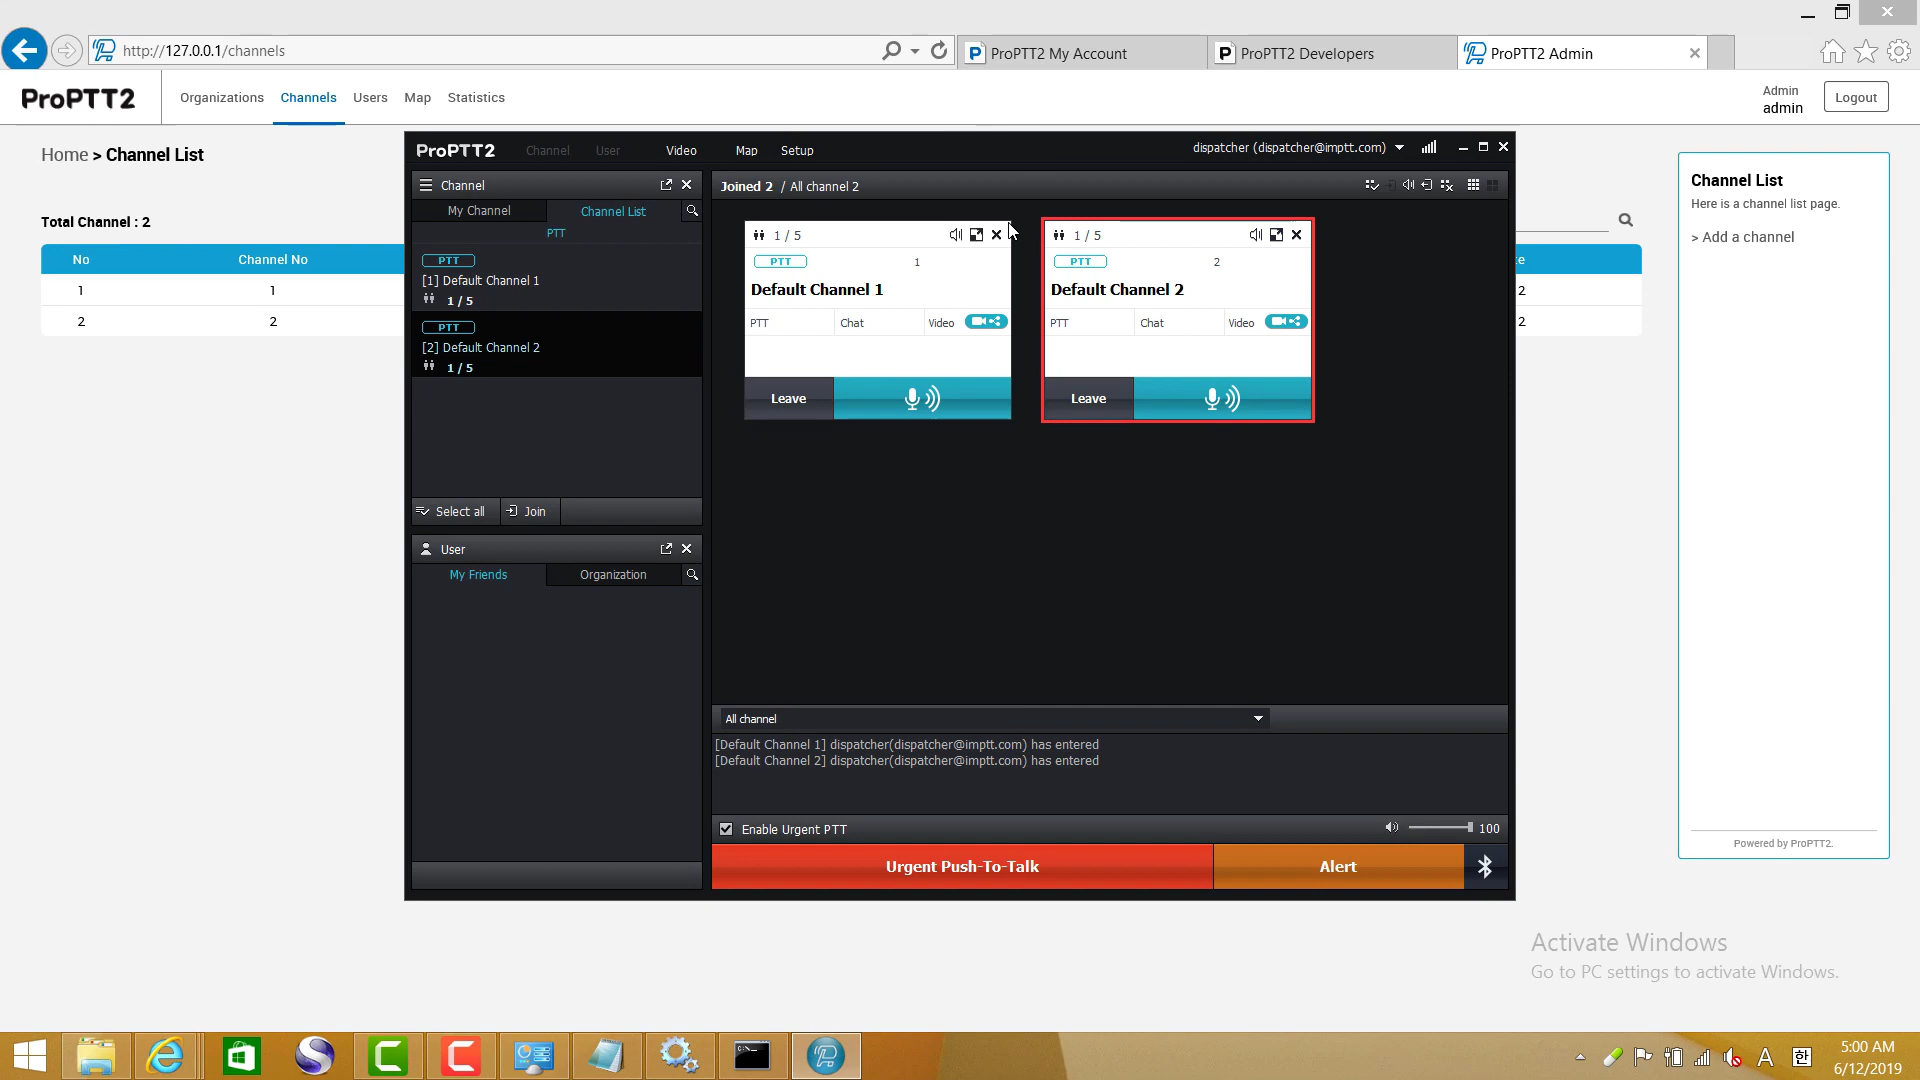 http://127.0.0.1/channels
ProPTT2 My Account
ProPTT2 Developers
ProPTT2 Admin
ProPTT2
Organizations
Channels
Users
Map
Statistics
Admin
admin
Logout
Home > Channel List
Total Channel : 2
No
Channel No
1
1
2
2
te
2
2
Channel List
Here is a channel list page.
> Add a channel
Powered by ProPTT2.
ProPTT2
Channel
User
Video
Map
Setup
dispatcher (dispatcher@imptt.com)
Channel
My Channel
Channel List
PTT
PTT
[1] Default Channel 1
1 / 5
PTT
[2] Default Channel 2
1 / 5
Select all
Join
User
My Friends
Organization
Joined 2 / All channel 2
1 / 5
PTT
1
Default Channel 1
PTT
Chat
Video
Leave
1 / 5
PTT
2
Default Channel 2
PTT
Chat
Video
Leave
All channel
[Default Channel 1] dispatcher(dispatcher@imptt.com) has entered
[Default Channel 2] dispatcher(dispatcher@imptt.com) has entered
Enable Urgent PTT
100
Urgent Push-To-Talk
Alert
Activate Windows
Go to PC settings to activate Windows.
A
한
5:00 AM
6/12/2019